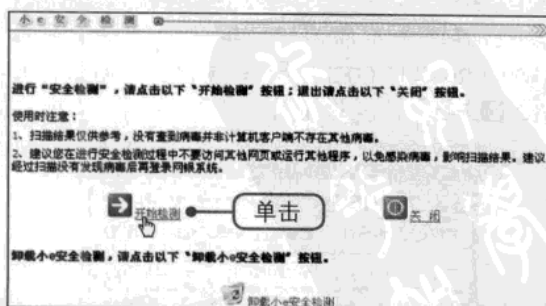 小 e 安 全 检 测
进行“安全检测”，请点击以下“开始检测”按钮；退出请点击以下“关闭”按钮。
使用时注意：
1、扫描结果仅供参考，没有查到病毒并非计算机客户端不存在其他病毒。
2、建议您在进行安全检测过程中不要访问其他网页或运行其他程序，以免感染病毒，影响扫描结果。建议
经过扫描没有发现病毒后再登录网银系统。
开始检测 单击 关 闭
卸载小e安全检测，请点击以下“卸载小e安全检测”按钮。
卸载小e安全检测